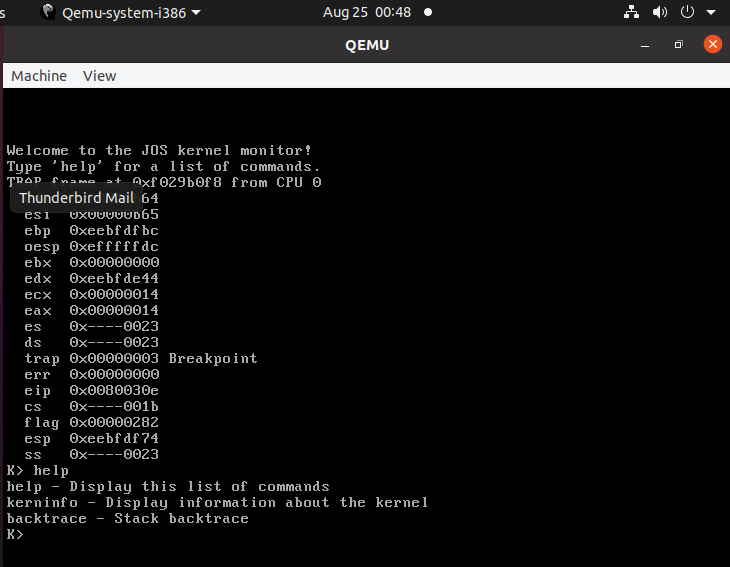 s Qemu-system-i386 Aug 25 00:48
QEMU
Machine View
Welcome to the JOS kernel monitor!
Type 'help' for a list of commands.
TRAP frame at 0xf029b0f8 from CPU 0
Thunderbird Mail 64
esi 0x00000b65
ebp 0xeebfdfbc
oesp 0xefffffdc
ebx 0x00000000
edx 0xeebfde44
ecx 0x00000014
eax 0x00000014
es 0x----0023
ds 0x----0023
trap 0x00000003 Breakpoint
err 0x00000000
eip 0x0080030e
cs 0x----001b
flag 0x00000282
esp 0xeebfdf74
ss 0x----0023
K> help
help - Display this list of commands
kerninfo - Display information about the kernel
backtrace - Stack backtrace
K>